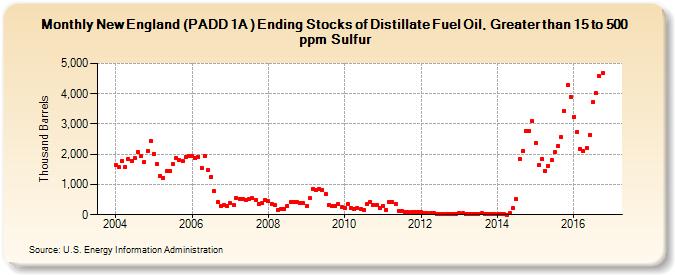 Monthly New England (PADD 1A) Ending Stocks of Distillate Fuel Oil, Greater than 15 to 500
ppm Sulfur
Thousand Barrels
5,000
4,000
3,000
2,000
1,000
0
2004 2006 2008 2010 2012 2014 2016
Source: U.S. Energy Information Administration